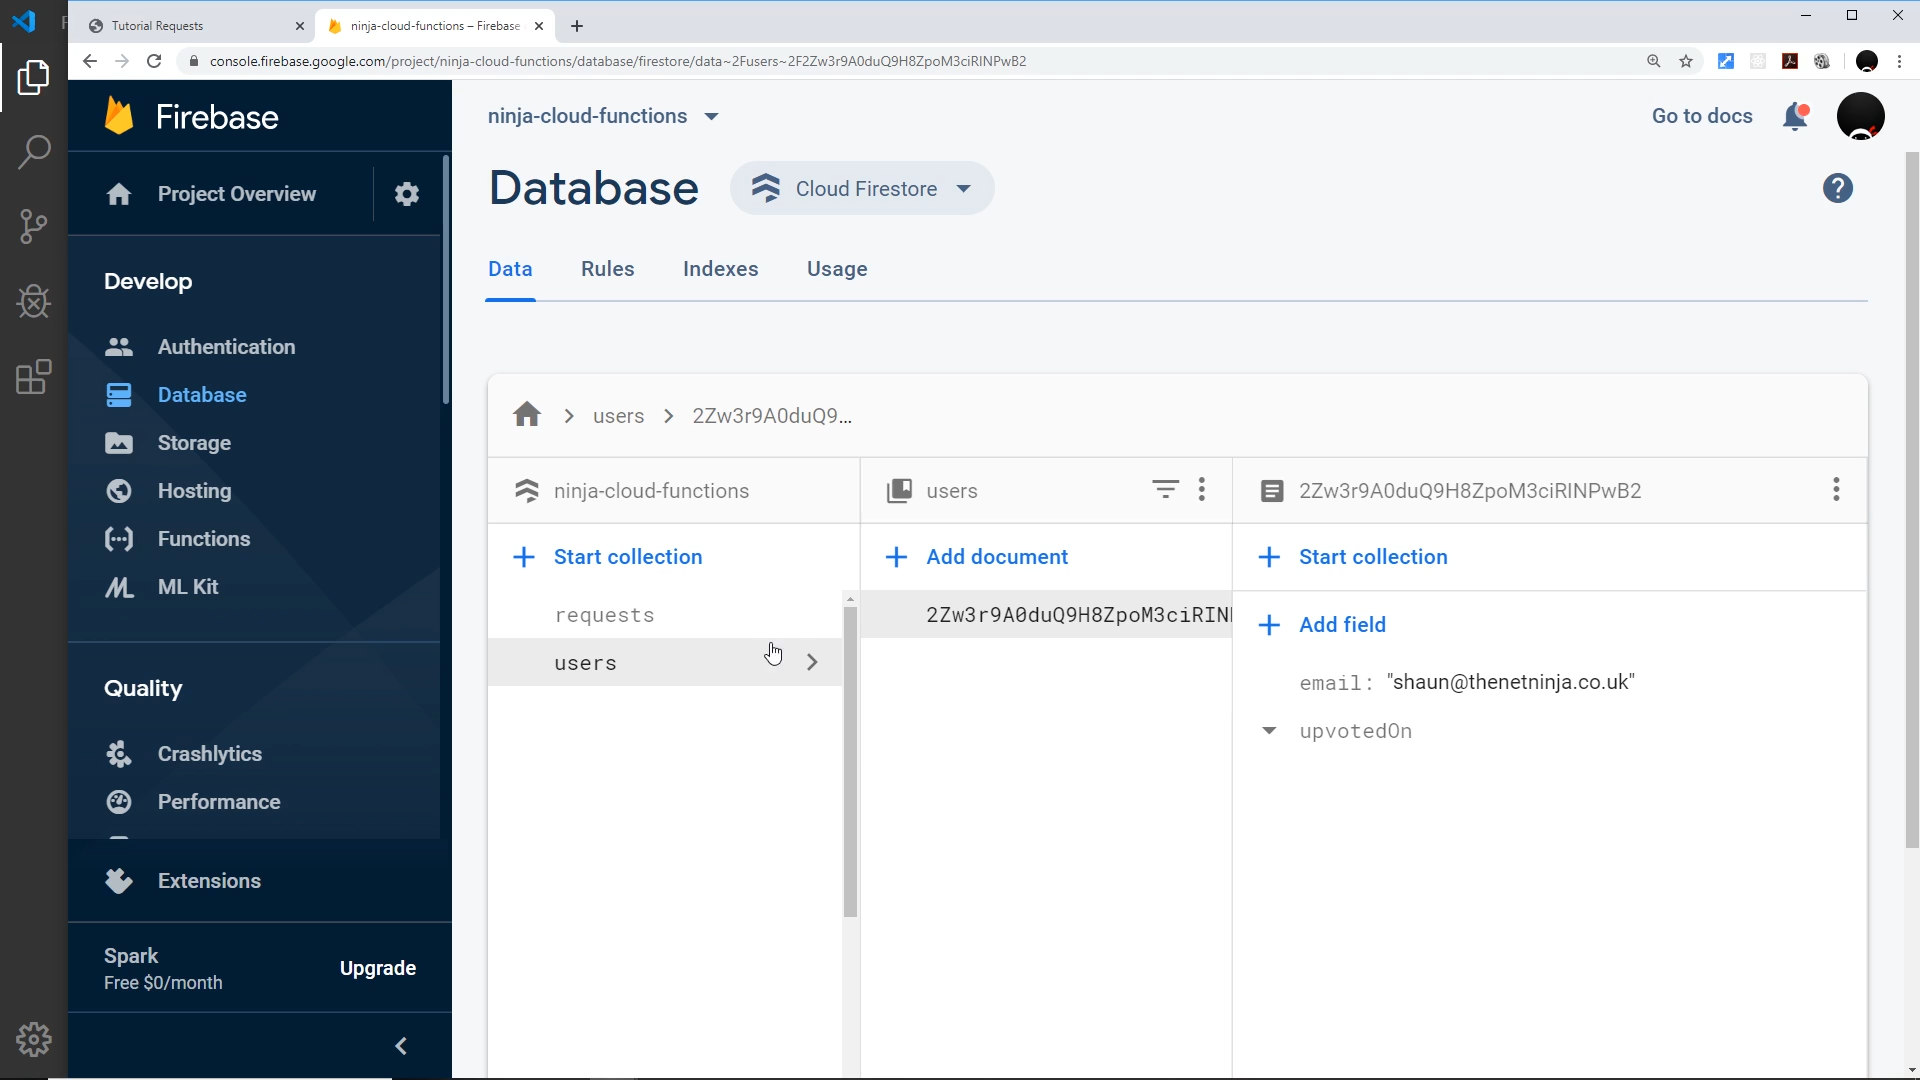 Tutorial Requests
ninja-cloud-functions – Firebase
console.firebase.google.com/project/ninja-cloud-functions/database/firestore/data~2Fusers~2F2Zw3r9A0duQ9H8ZpoM3ciRINPwB2
Firebase
ninja-cloud-functions
Go to docs
Project Overview
Database
Cloud Firestore
Develop
Data
Rules
Indexes
Usage
Authentication
Database
Storage
Hosting
Functions
ML Kit
users
2Zw3r9A0duQ9...
ninja-cloud-functions
users
2Zw3r9A0duQ9H8ZpoM3ciRINPwB2
Start collection
Add document
Start collection
requests
users
2Zw3r9A0duQ9H8ZpoM3ciRIN
Add field
email: "shaun@thenetninja.co.uk"
upvotedOn
Quality
Crashlytics
Performance
Extensions
Spark
Free $0/month
Upgrade